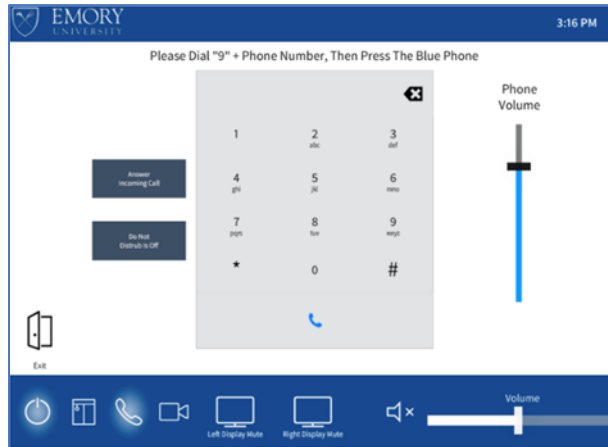 EMORY
UNIVERSITY
3:16 PM
Please Dial "9" + Phone Number, Then Press The Blue Phone
Phone
Volume
1
2
abc
3
def
Answer
Incoming Call
4
ghi
5
jkl
6
mno
Do Not
Distrub is Off
7
pqrs
8
tuv
9
wxyz
*
0
#
Exit
Left Display Mute
Right Display Mute
Volume